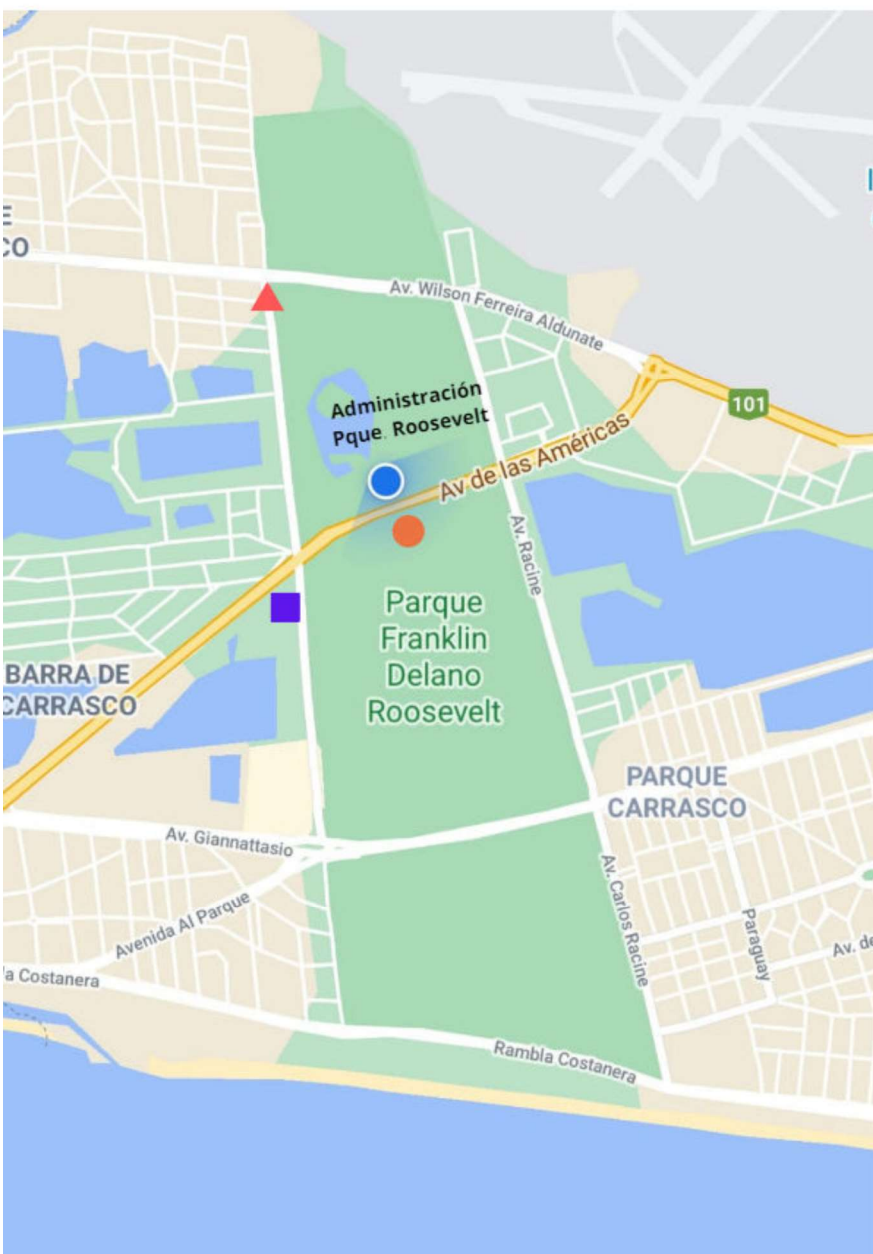 CO
Av. Wilson Ferreira Aldunate
Administración
Pque. Roosevelt
101
Av de las Américas
Av. Racine
Parque
Franklin
Delano
Roosevelt
BARRA DE
CARRASCO
PARQUE
CARRASCO
Av. Giannattasio
Avenida Al Parque
Av. Carlos Racine
Paraguay
Av. de
la Costanera
Rambla Costanera